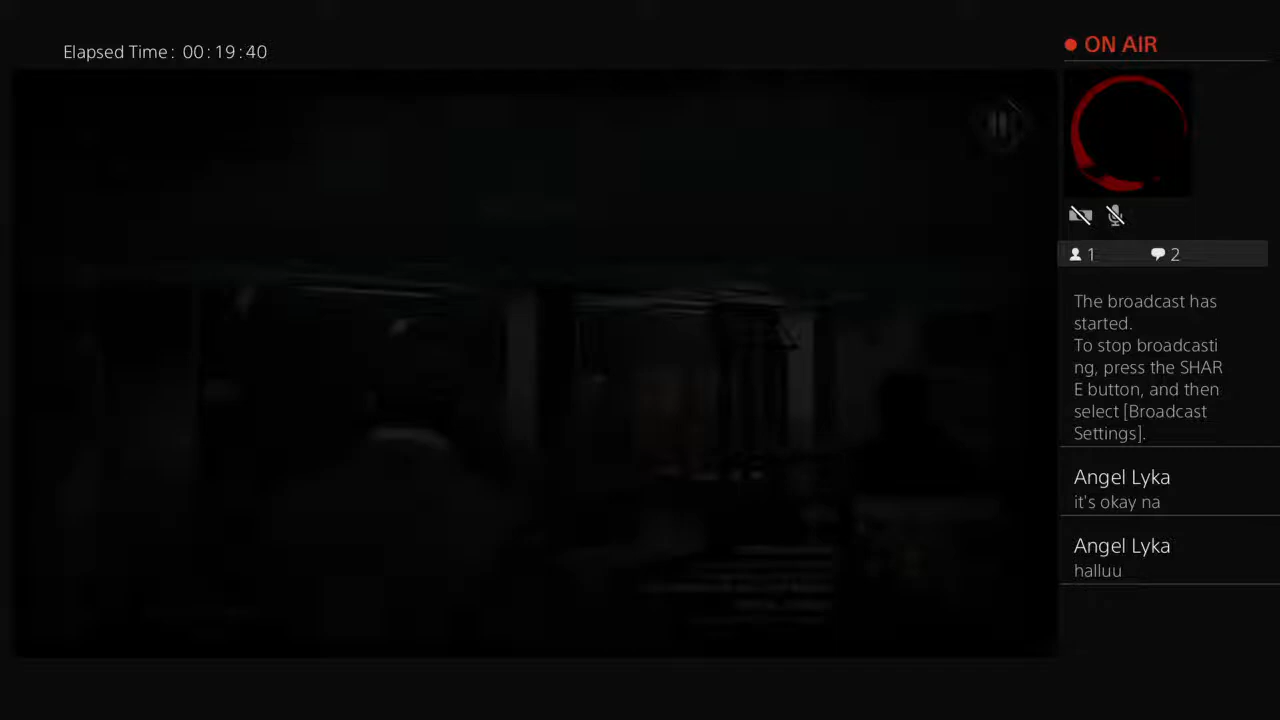 Elapsed Time: 00:19:40
ON AIR
1
2
The broadcast has
started.
To stop broadcasti
ng, press the SHAR
E button, and then
select [Broadcast
Settings].
Angel Lyka
it's okay na
Angel Lyka
halluu